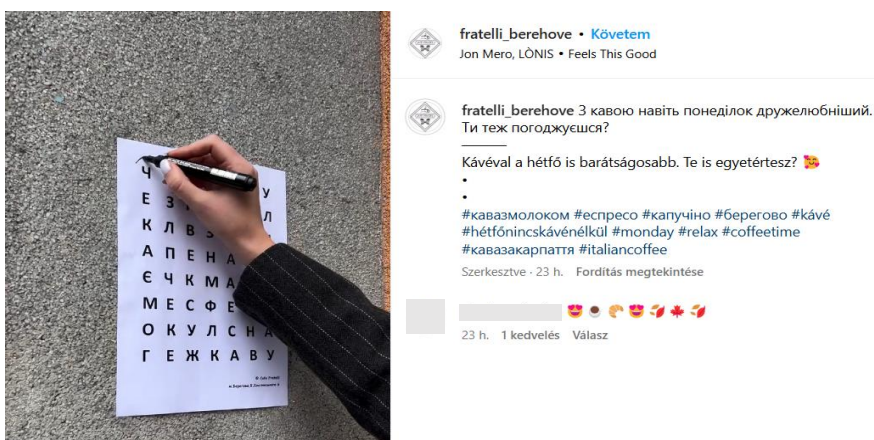 fratelli_berehove • Követem
Jon Mero, LÒNIS • Feels This Good
fratelli_berehove З кавою навіть понеділок дружелюбніший.
Ти теж погоджуєшся?
Kávéval a hétfő is barátságosabb. Te is egyetértesz? 🥰
•
•
#кавазмолоком #еспресо #капучіно #берегово #kávé
#hétfőnincskávénélkül #monday #relax #coffeetime
#кавазакарпаття #italiancoffee
Szerkesztve · 23 h. Fordítás megtekintése
😍☕🥐😍🍂🍁🍂
23 h. 1 kedvelés Válasz
Ч У
Е З Л
К Л В З
А П Е Н А
Є Ч К М А
М Е С Ф Е
О К У Л С Н А
Г Е Ж К А В У